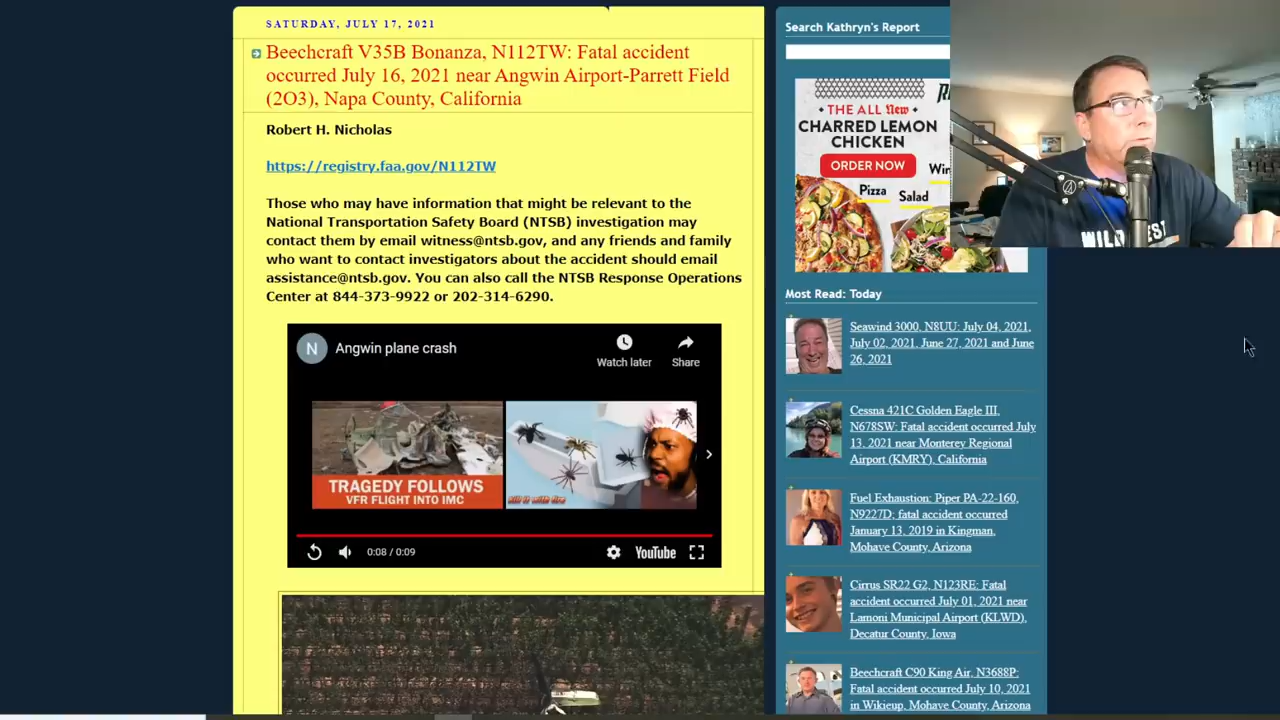 SATURDAY, JULY 17, 2021
Beechcraft V35B Bonanza, N112TW: Fatal accident
occurred July 16, 2021 near Angwin Airport-Parrett Field
(2O3), Napa County, California
Robert H. Nicholas
https://registry.faa.gov/N112TW
Those who may have information that might be relevant to the
National Transportation Safety Board (NTSB) investigation may
contact them by email witness@ntsb.gov, and any friends and family
who want to contact investigators about the accident should email
assistance@ntsb.gov. You can also call the NTSB Response Operations
Center at 844-373-9922 or 202-314-6290.
N
Angwin plane crash
Watch later
Share
TRAGEDY FOLLOWS
VFR FLIGHT INTO IMC
kill it with fire
0:08 / 0:09
YouTube
Search Kathryn's Report
THE ALL New
CHARRED LEMON
CHICKEN
ORDER NOW
Pizza
Salad
Most Read: Today
Seawind 3000, N8UU: July 04, 2021,
July 02, 2021, June 27, 2021 and June
26, 2021
Cessna 421C Golden Eagle III,
N678SW: Fatal accident occurred July
13, 2021 near Monterey Regional
Airport (KMRY), California
Fuel Exhaustion: Piper PA-22-160,
N9227D; fatal accident occurred
January 13, 2019 in Kingman,
Mohave County, Arizona
Cirrus SR22 G2, N123RE: Fatal
accident occurred July 01, 2021 near
Lamoni Municipal Airport (KLWD),
Decatur County, Iowa
Beechcraft C90 King Air, N3688P:
Fatal accident occurred July 10, 2021
in Wikieup, Mohave County, Arizona